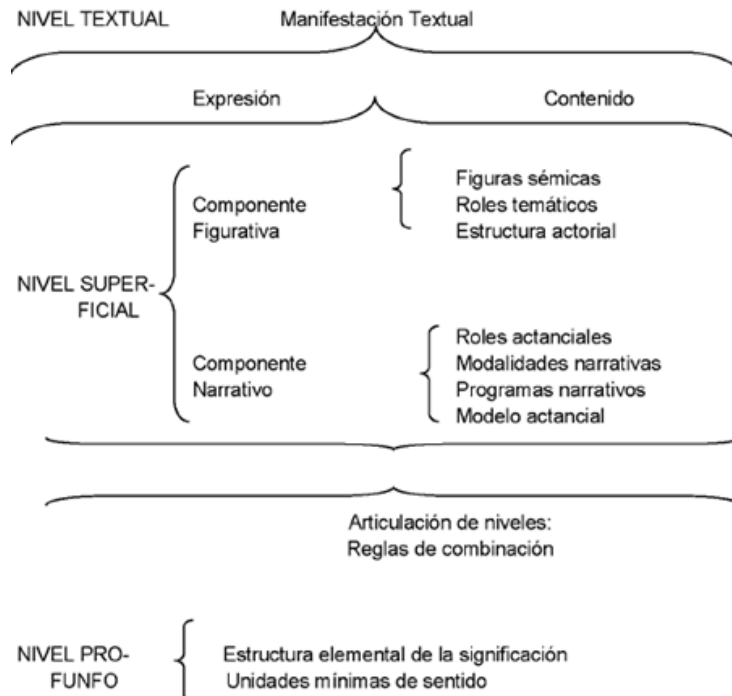 NIVEL TEXTUAL Manifestación Textual
Expresión Contenido
Componente
Figurativa
Figuras sémicas
Roles temáticos
Estructura actorial
NIVEL SUPER-
FICIAL
Componente
Narrativo
Roles actanciales
Modalidades narrativas
Programas narrativos
Modelo actancial
Articulación de niveles:
Reglas de combinación
NIVEL PRO-
FUNFO
Estructura elemental de la significación
Unidades mínimas de sentido